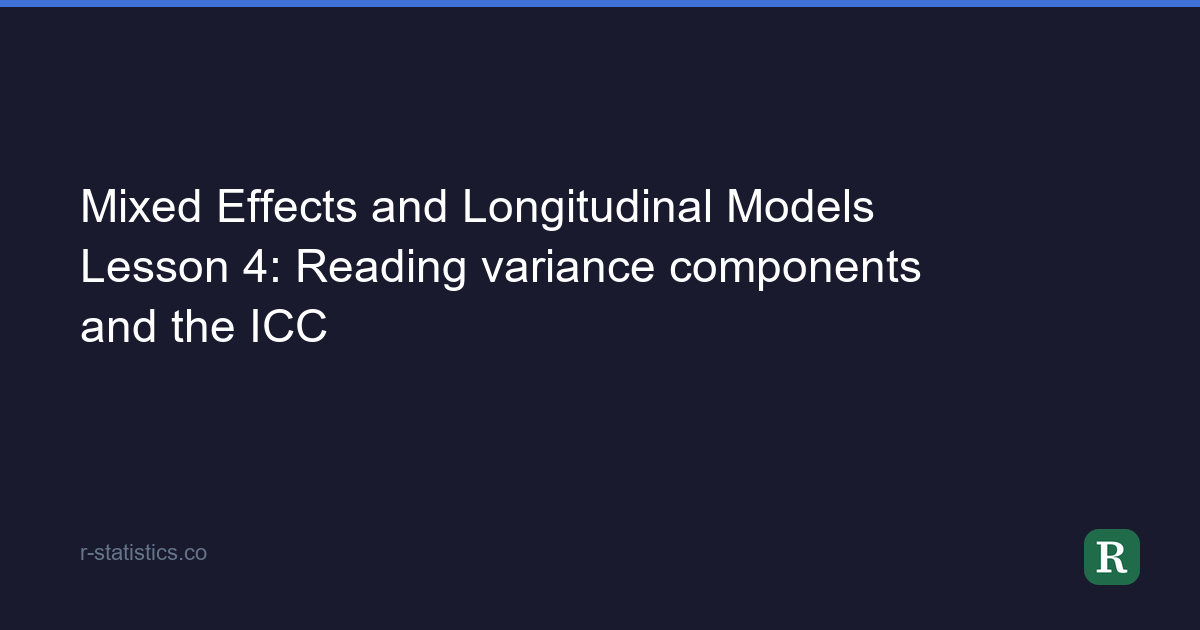 Mixed Effects and Longitudinal Models
Lesson 4: Reading variance components
and the ICC
r-statistics.co
R